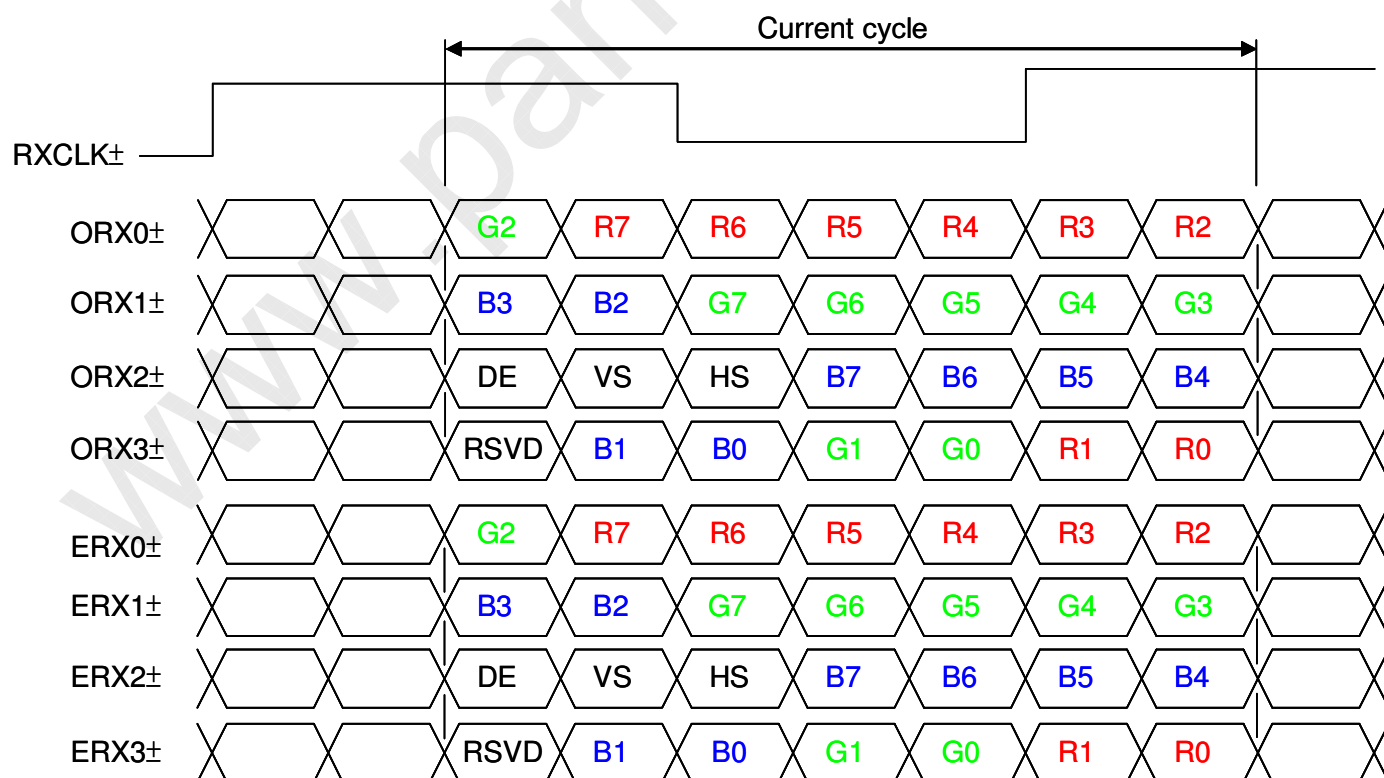 Current cycle
RXCLK±
ORX0± G2 R7 R6 R5 R4 R3 R2
ORX1± B3 B2 G7 G6 G5 G4 G3
ORX2± DE VS HS B7 B6 B5 B4
ORX3± RSVD B1 B0 G1 G0 R1 R0
ERX0± G2 R7 R6 R5 R4 R3 R2
ERX1± B3 B2 G7 G6 G5 G4 G3
ERX2± DE VS HS B7 B6 B5 B4
ERX3± RSVD B1 B0 G1 G0 R1 R0
www.pan